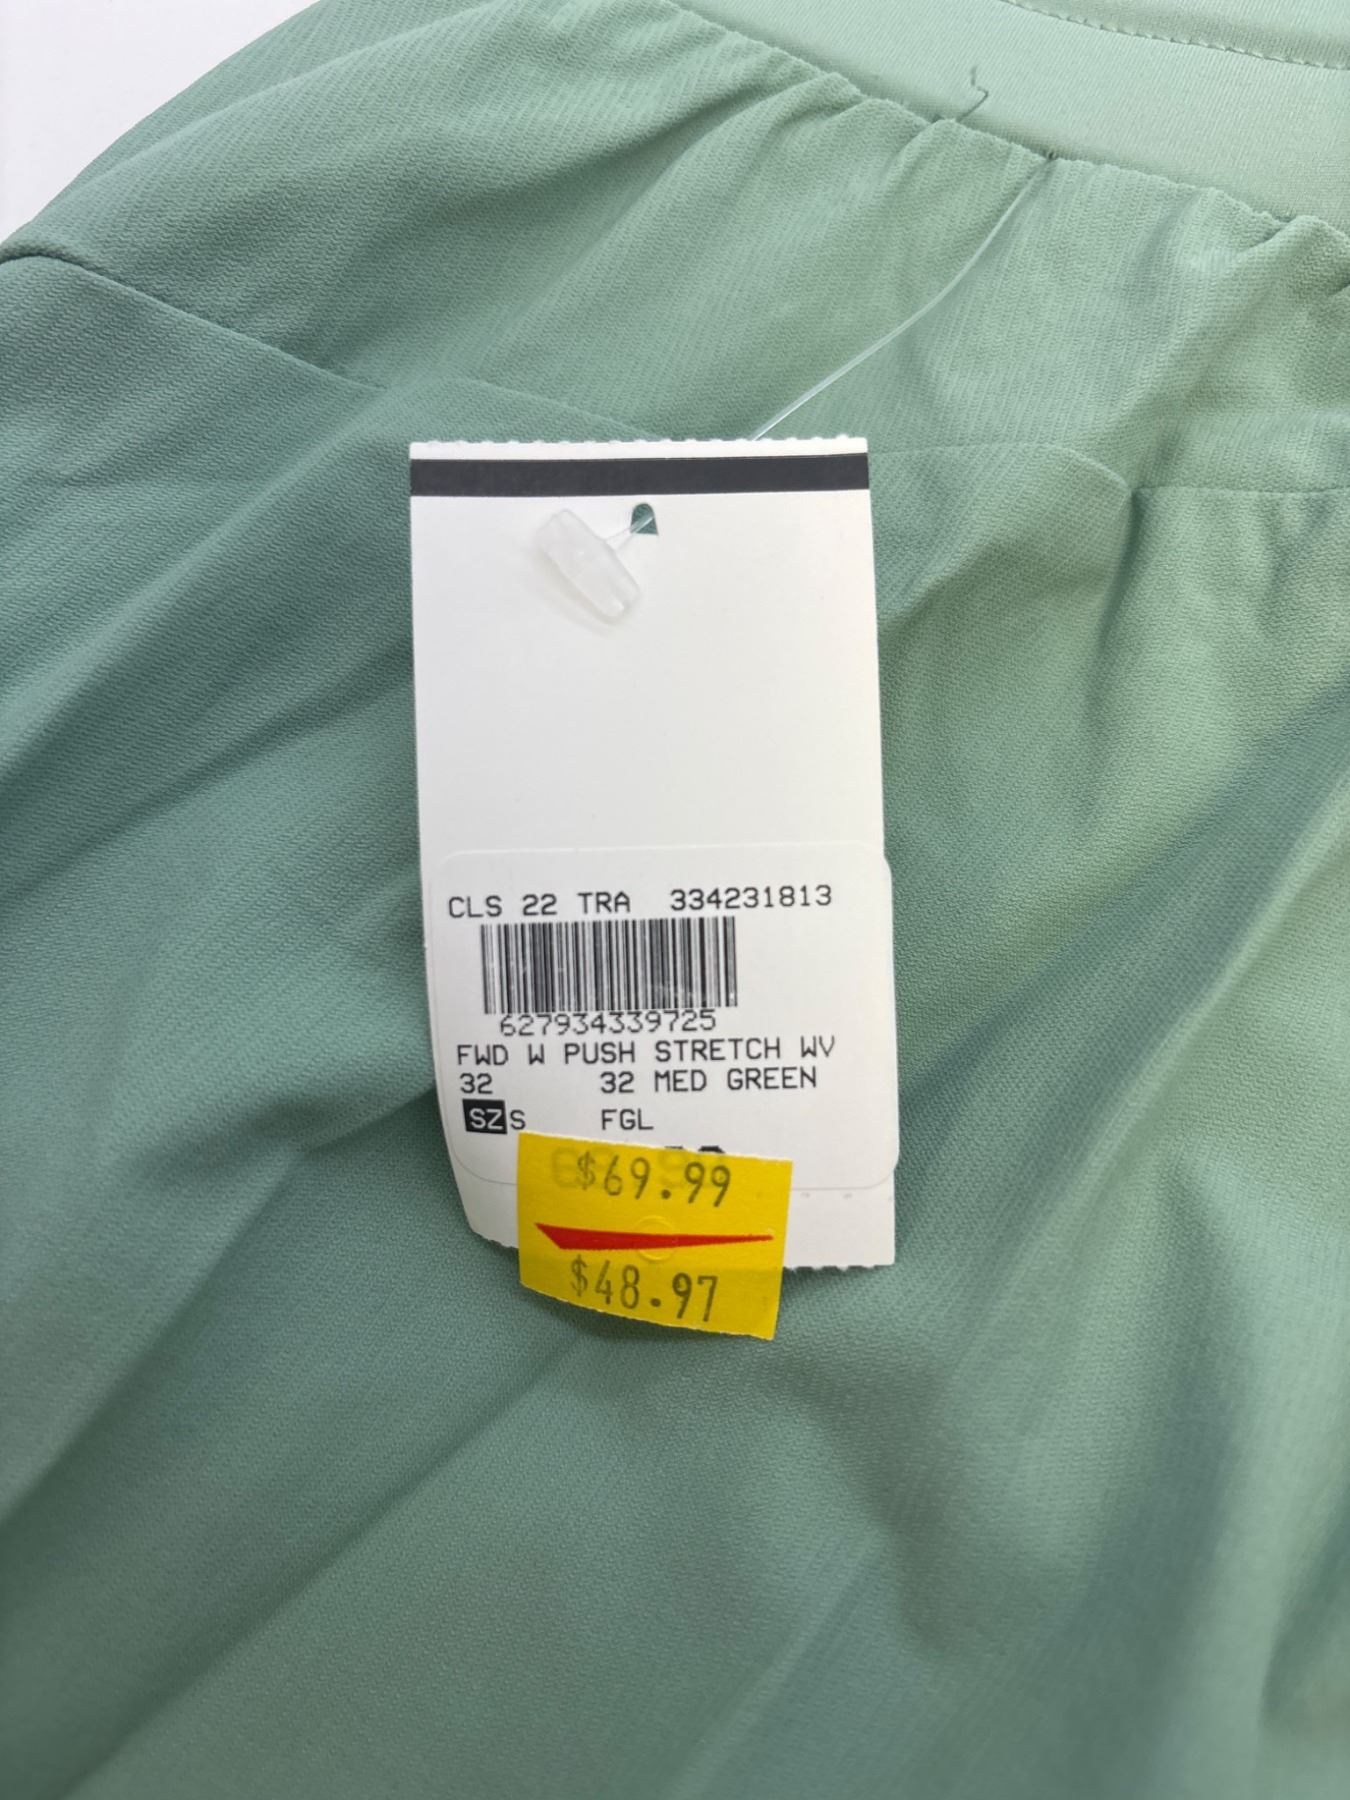 CLS 22 TRA 334231813
627934339725
FWD W PUSH STRETCH WV
32 32 MED GREEN
SZ S FGL
$69.99
$48.97